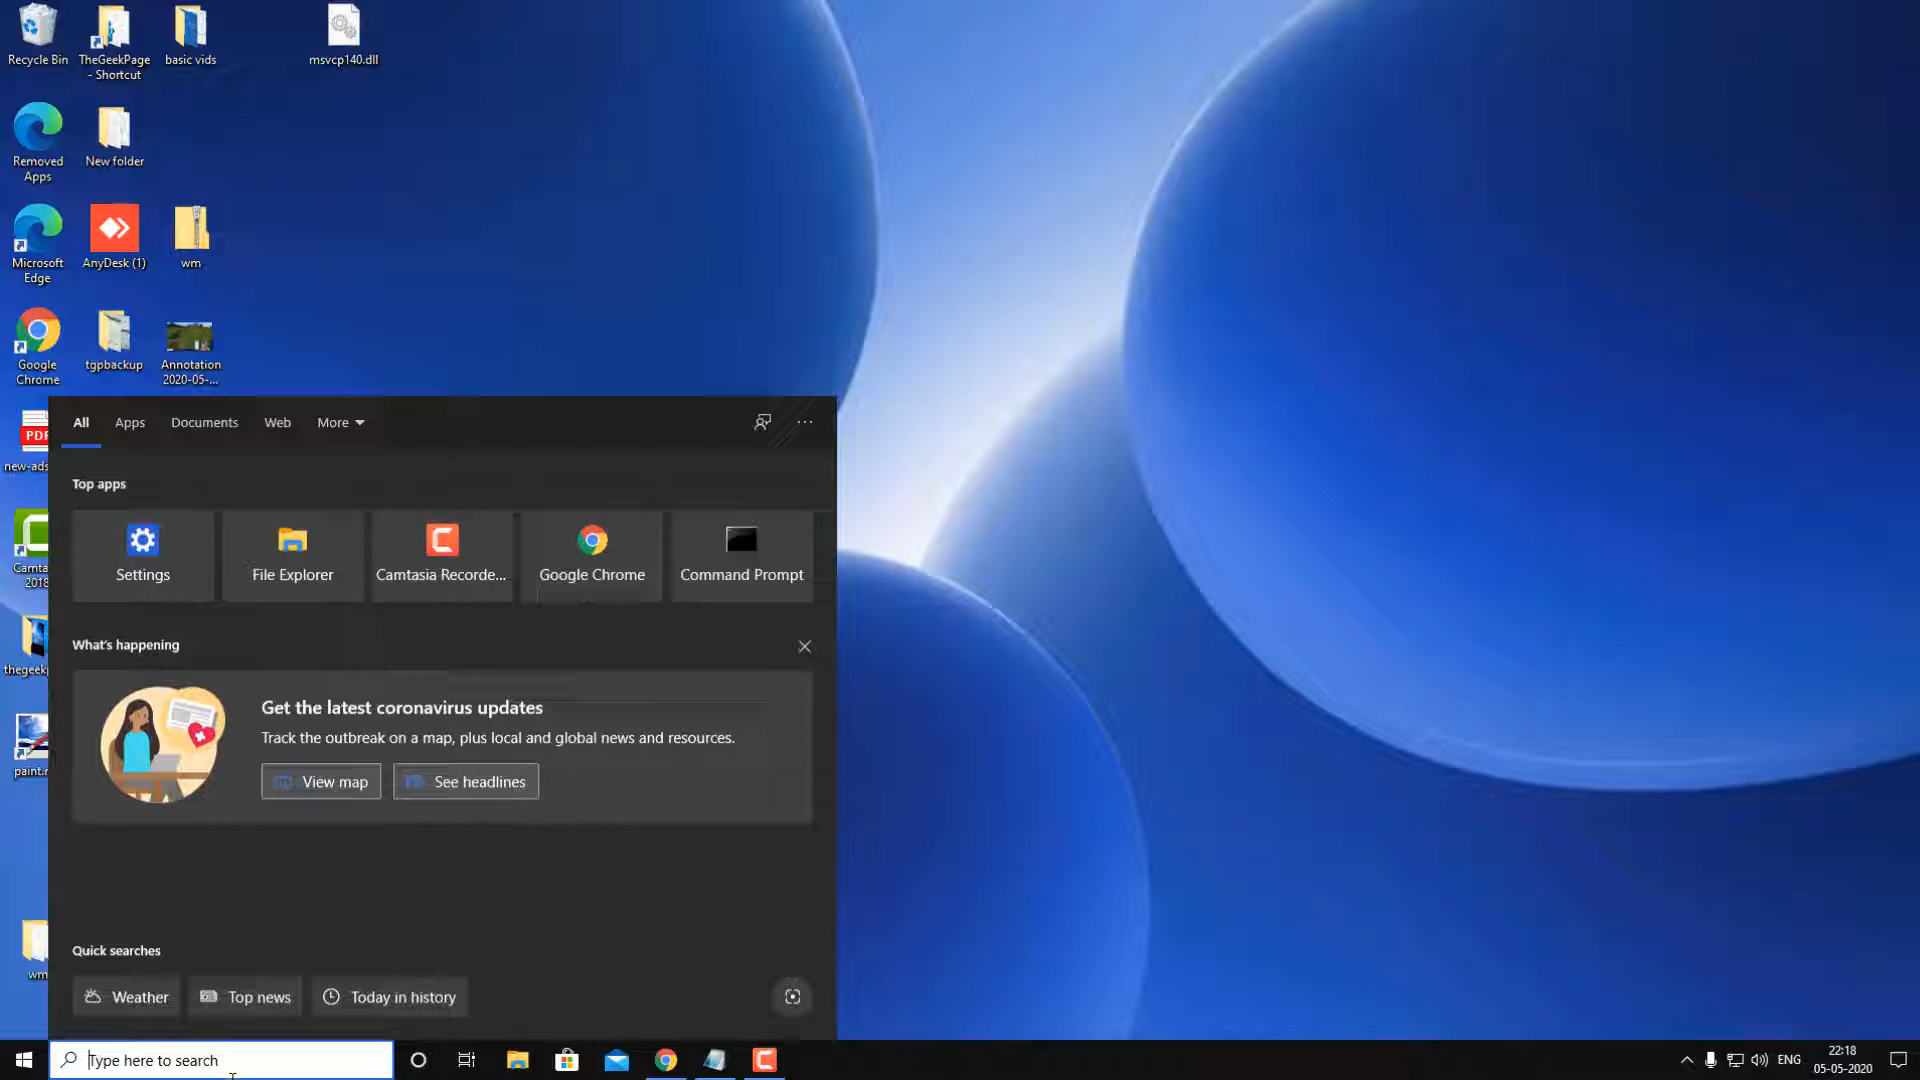 Recycle Bin
TheGeekPage
- Shortcut
basic vids
msvcp140.dll
Removed
Apps
New folder
Microsoft
Edge
AnyDesk (1)
wm
Google
Chrome
tgpbackup
Annotation
2020-05-...
PDF
new-ads
Camta
2018
thegeekp
paint.n
wm
All
Apps
Documents
Web
More
Top apps
Settings
File Explorer
Camtasia Recorde...
Google Chrome
Command Prompt
What's happening
Get the latest coronavirus updates
Track the outbreak on a map, plus local and global news and resources.
View map
See headlines
Quick searches
Weather
Top news
Today in history
Type here to search
ENG
22:18
05-05-2020